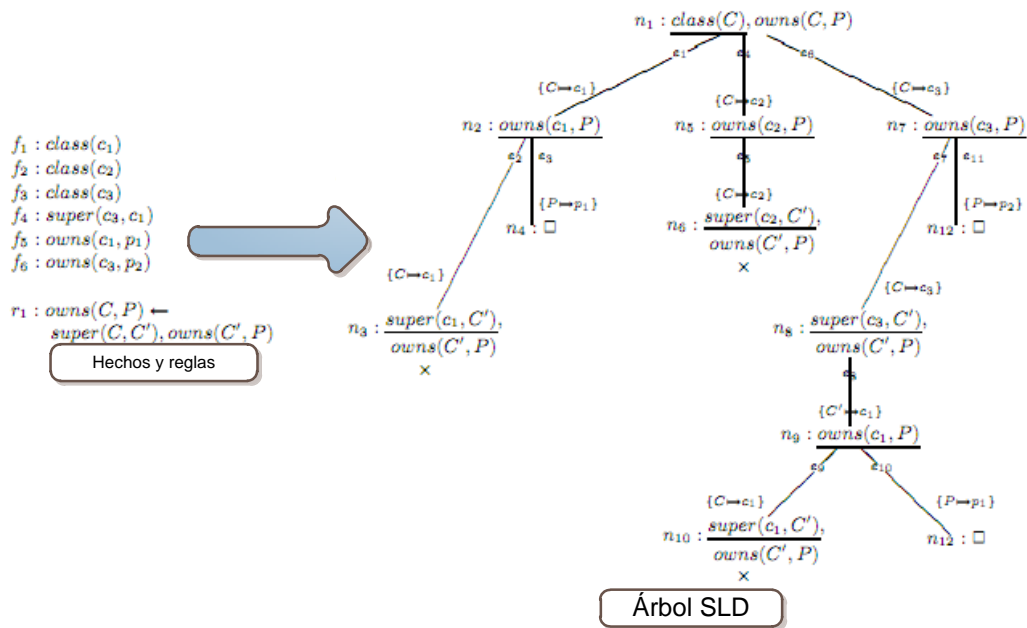 n₁ : class(C), owns(C, P)
e₁ e₄ e₆
{C↦c₁} {C↦c₂} {C↦c₃}
n₂ : owns(c₁, P) n₅ : owns(c₂, P) n₇ : owns(c₃, P)
f₁ : class(c₁)
f₂ : class(c₂)
f₃ : class(c₃)
f₄ : super(c₃, c₁)
f₅ : owns(c₁, p₁)
f₆ : owns(c₃, p₂)
r₁ : owns(C, P) ←
super(C, C′), owns(C′, P)
Hechos y reglas
e₂ e₃ e₅ e₇ e₁₁
{P↦p₁} {C↦c₂} {P↦p₂}
n₄ : □ n₆ : super(c₂, C′), n₁₂ : □
owns(C′, P)
×
{C↦c₁} {C↦c₃}
n₃ : super(c₁, C′), n₈ : super(c₃, C′),
owns(C′, P) owns(C′, P)
×
e₈
{C′↦c₁}
n₉ : owns(c₁, P)
e₉ e₁₀
{C↦c₁} {P↦p₁}
n₁₀ : super(c₁, C′), n₁₂ : □
owns(C′, P)
×
Árbol SLD